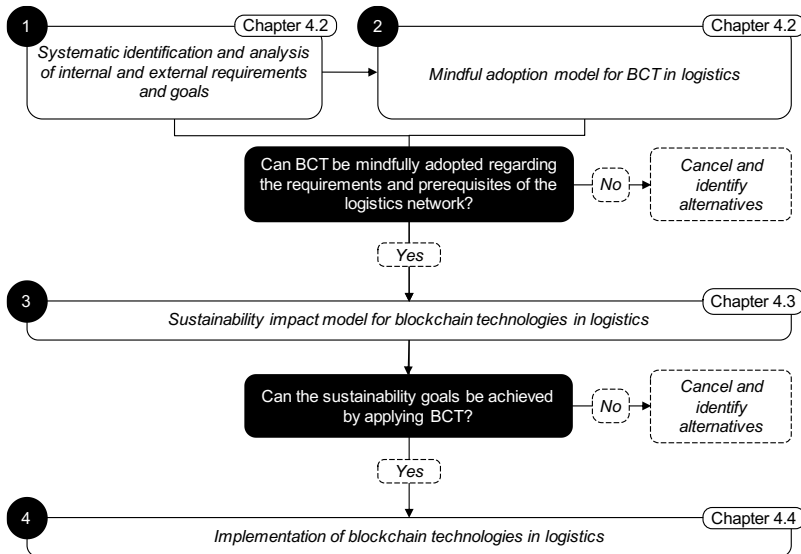 1
Chapter 4.2
Systematic identification and analysis
of internal and external requirements
and goals
2
Chapter 4.2
Mindful adoption model for BCT in logistics
Can BCT be mindfully adopted regarding
the requirements and prerequisites of the
logistics network?
No
Cancel and
identify
alternatives
Yes
3
Chapter 4.3
Sustainability impact model for blockchain technologies in logistics
Can the sustainability goals be achieved
by applying BCT?
No
Cancel and
identify
alternatives
Yes
4
Chapter 4.4
Implementation of blockchain technologies in logistics